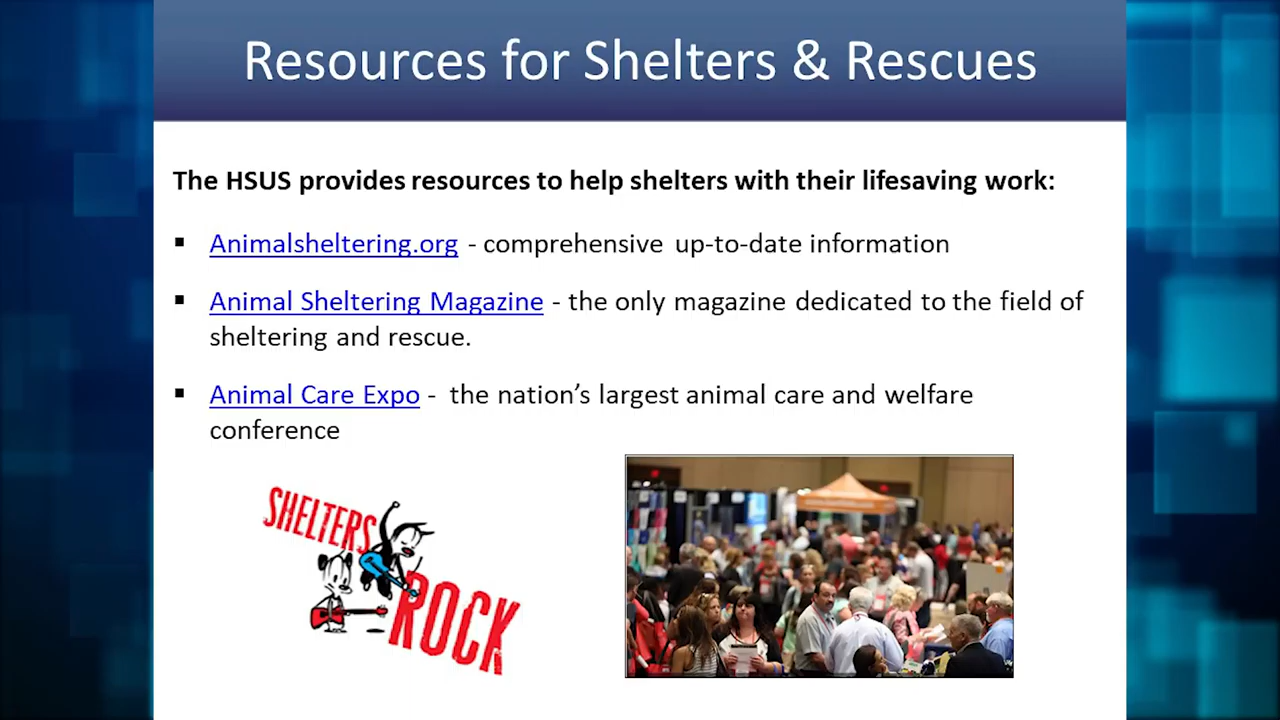 Resources for Shelters & Rescues
The HSUS provides resources to help shelters with their lifesaving work:
▪ Animalsheltering.org - comprehensive up-to-date information
▪ Animal Sheltering Magazine - the only magazine dedicated to the field of
sheltering and rescue.
▪ Animal Care Expo - the nation's largest animal care and welfare
conference
SHELTERS
ROCK